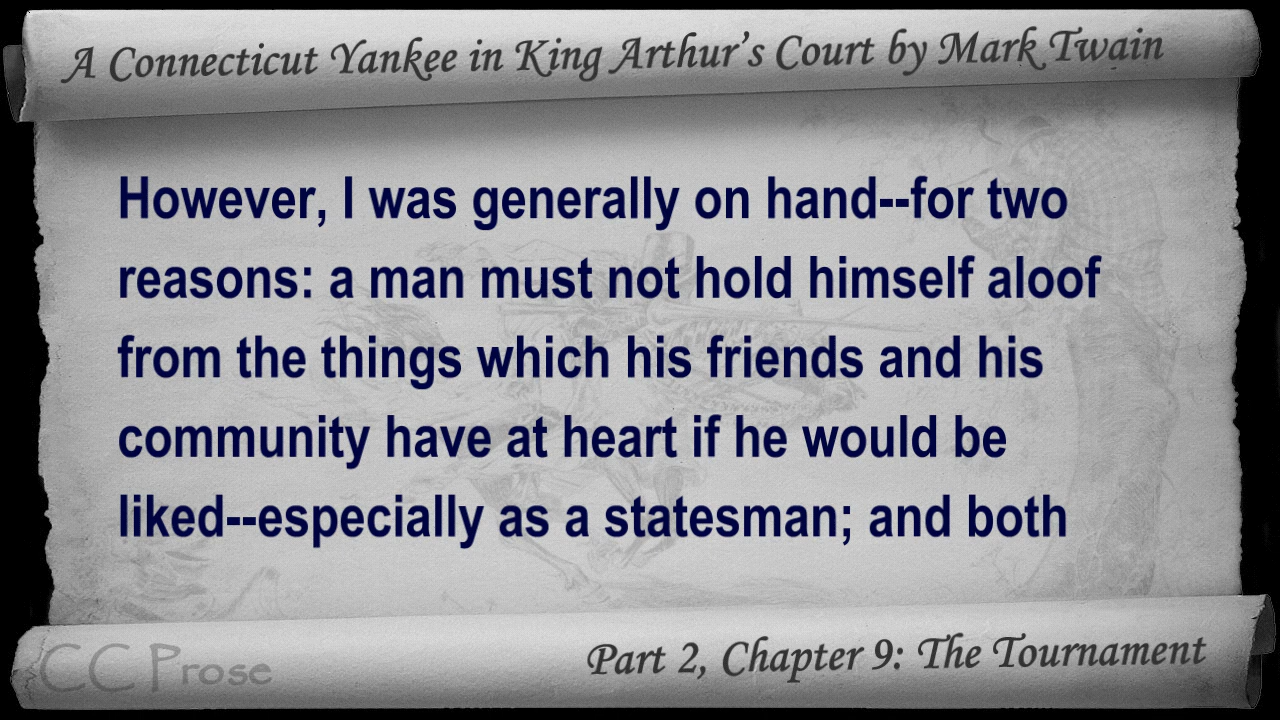 A Connecticut Yankee in King Arthur's Court by Mark Twain
However, I was generally on hand--for two
reasons: a man must not hold himself aloof
from the things which his friends and his
community have at heart if he would be
liked--especially as a statesman; and both
CC Prose
Part 2, Chapter 9: The Tournament